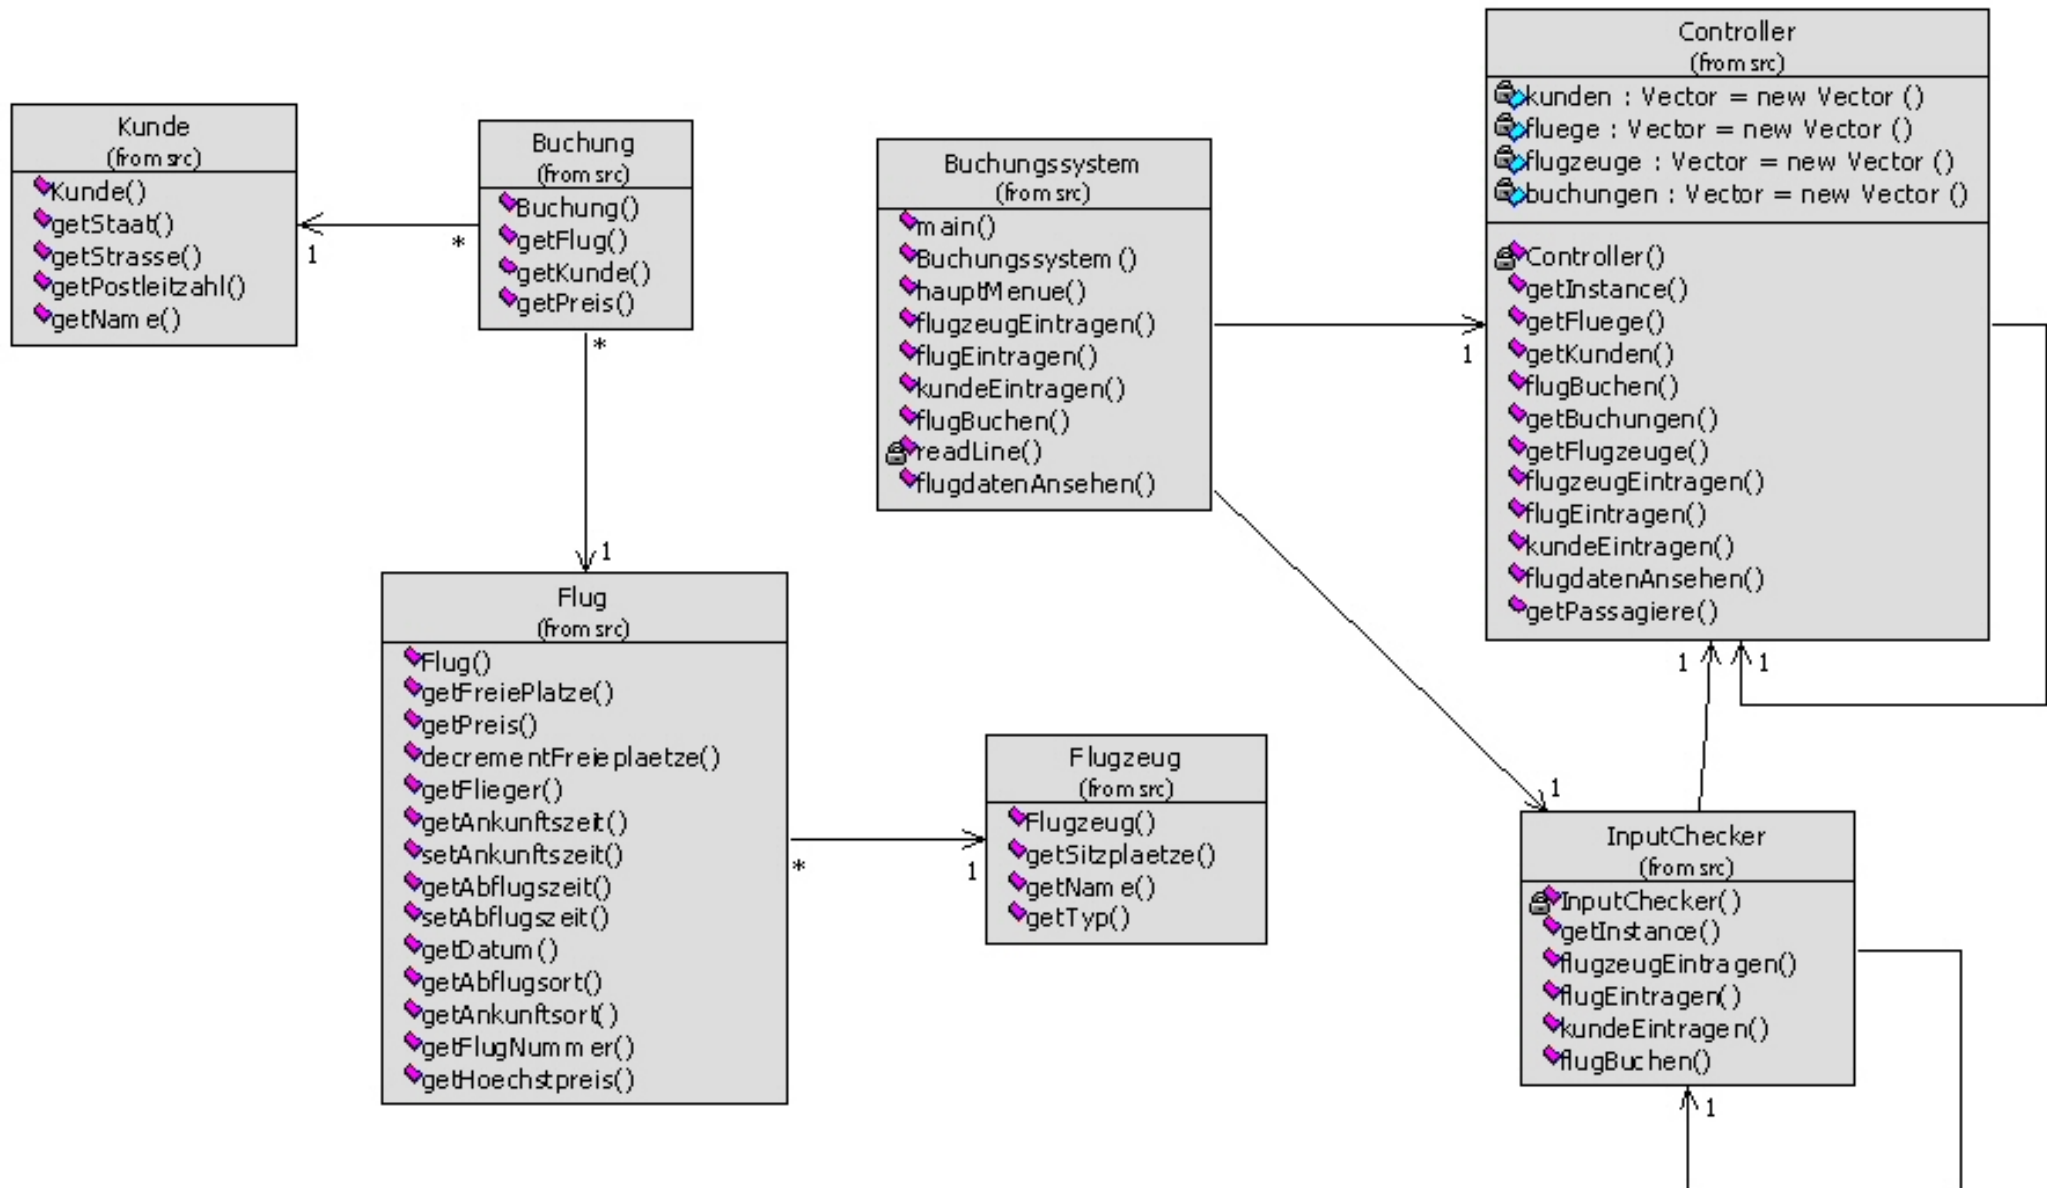 Kunde
(from src)
Kunde()
getStaat()
getStrasse()
getPostleitzahl()
getName()
1
*
Buchung
(from src)
Buchung()
getFlug()
getKunde()
getPreis()
*
1
Flug
(from src)
Flug()
getFreiePlatze()
getPreis()
decrementFreieplaetze()
getFlieger()
getAnkunftszeit()
setAnkunftszeit()
getAbflugszeit()
setAbflugszeit()
getDatum()
getAbflugsort()
getAnkunftsort()
getFlugNummer()
getHoechstpreis()
*
1
Flugzeug
(from src)
Flugzeug()
getSitzplaetze()
getName()
getTyp()
Buchungssystem
(from src)
main()
Buchungssystem()
hauptMenue()
flugzeugEintragen()
flugEintragen()
kundeEintragen()
flugBuchen()
readLine()
flugdatenAnsehen()
1
Controller
(from src)
kunden : Vector = new Vector ()
fluege : Vector = new Vector ()
flugzeuge : Vector = new Vector ()
buchungen : Vector = new Vector ()
Controller()
getInstance()
getFluege()
getKunden()
flugBuchen()
getBuchungen()
getFlugzeuge()
flugzeugEintragen()
flugEintragen()
kundeEintragen()
flugdatenAnsehen()
getPassagiere()
1
1
1
InputChecker
(from src)
InputChecker()
getInstance()
flugzeugEintragen()
flugEintragen()
kundeEintragen()
flugBuchen()
1